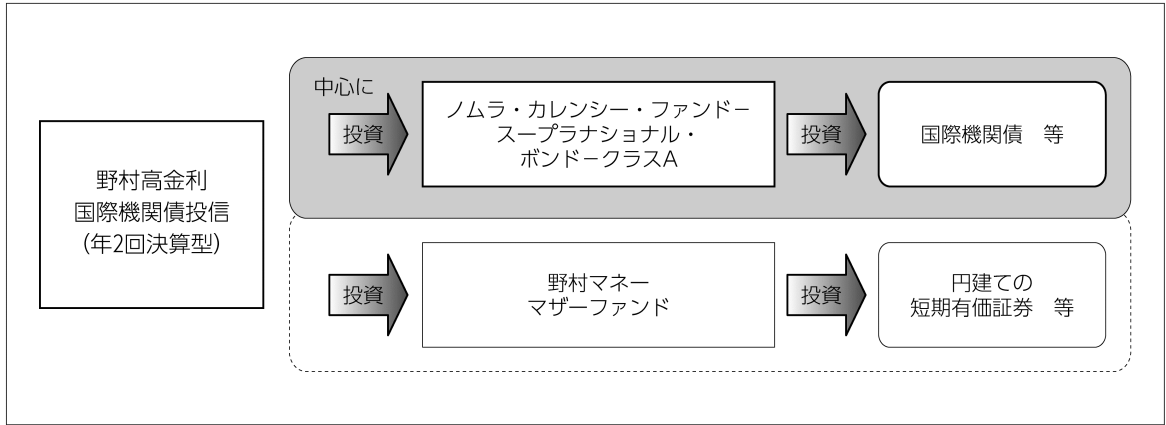 野村高金利
国際機関債投信
(年2回決算型)
中心に
投資
ノムラ・カレンシー・ファンド－
スープラナショナル・
ボンド－クラスA
投資
国際機関債　等
投資
野村マネー
マザーファンド
投資
円建ての
短期有価証券　等